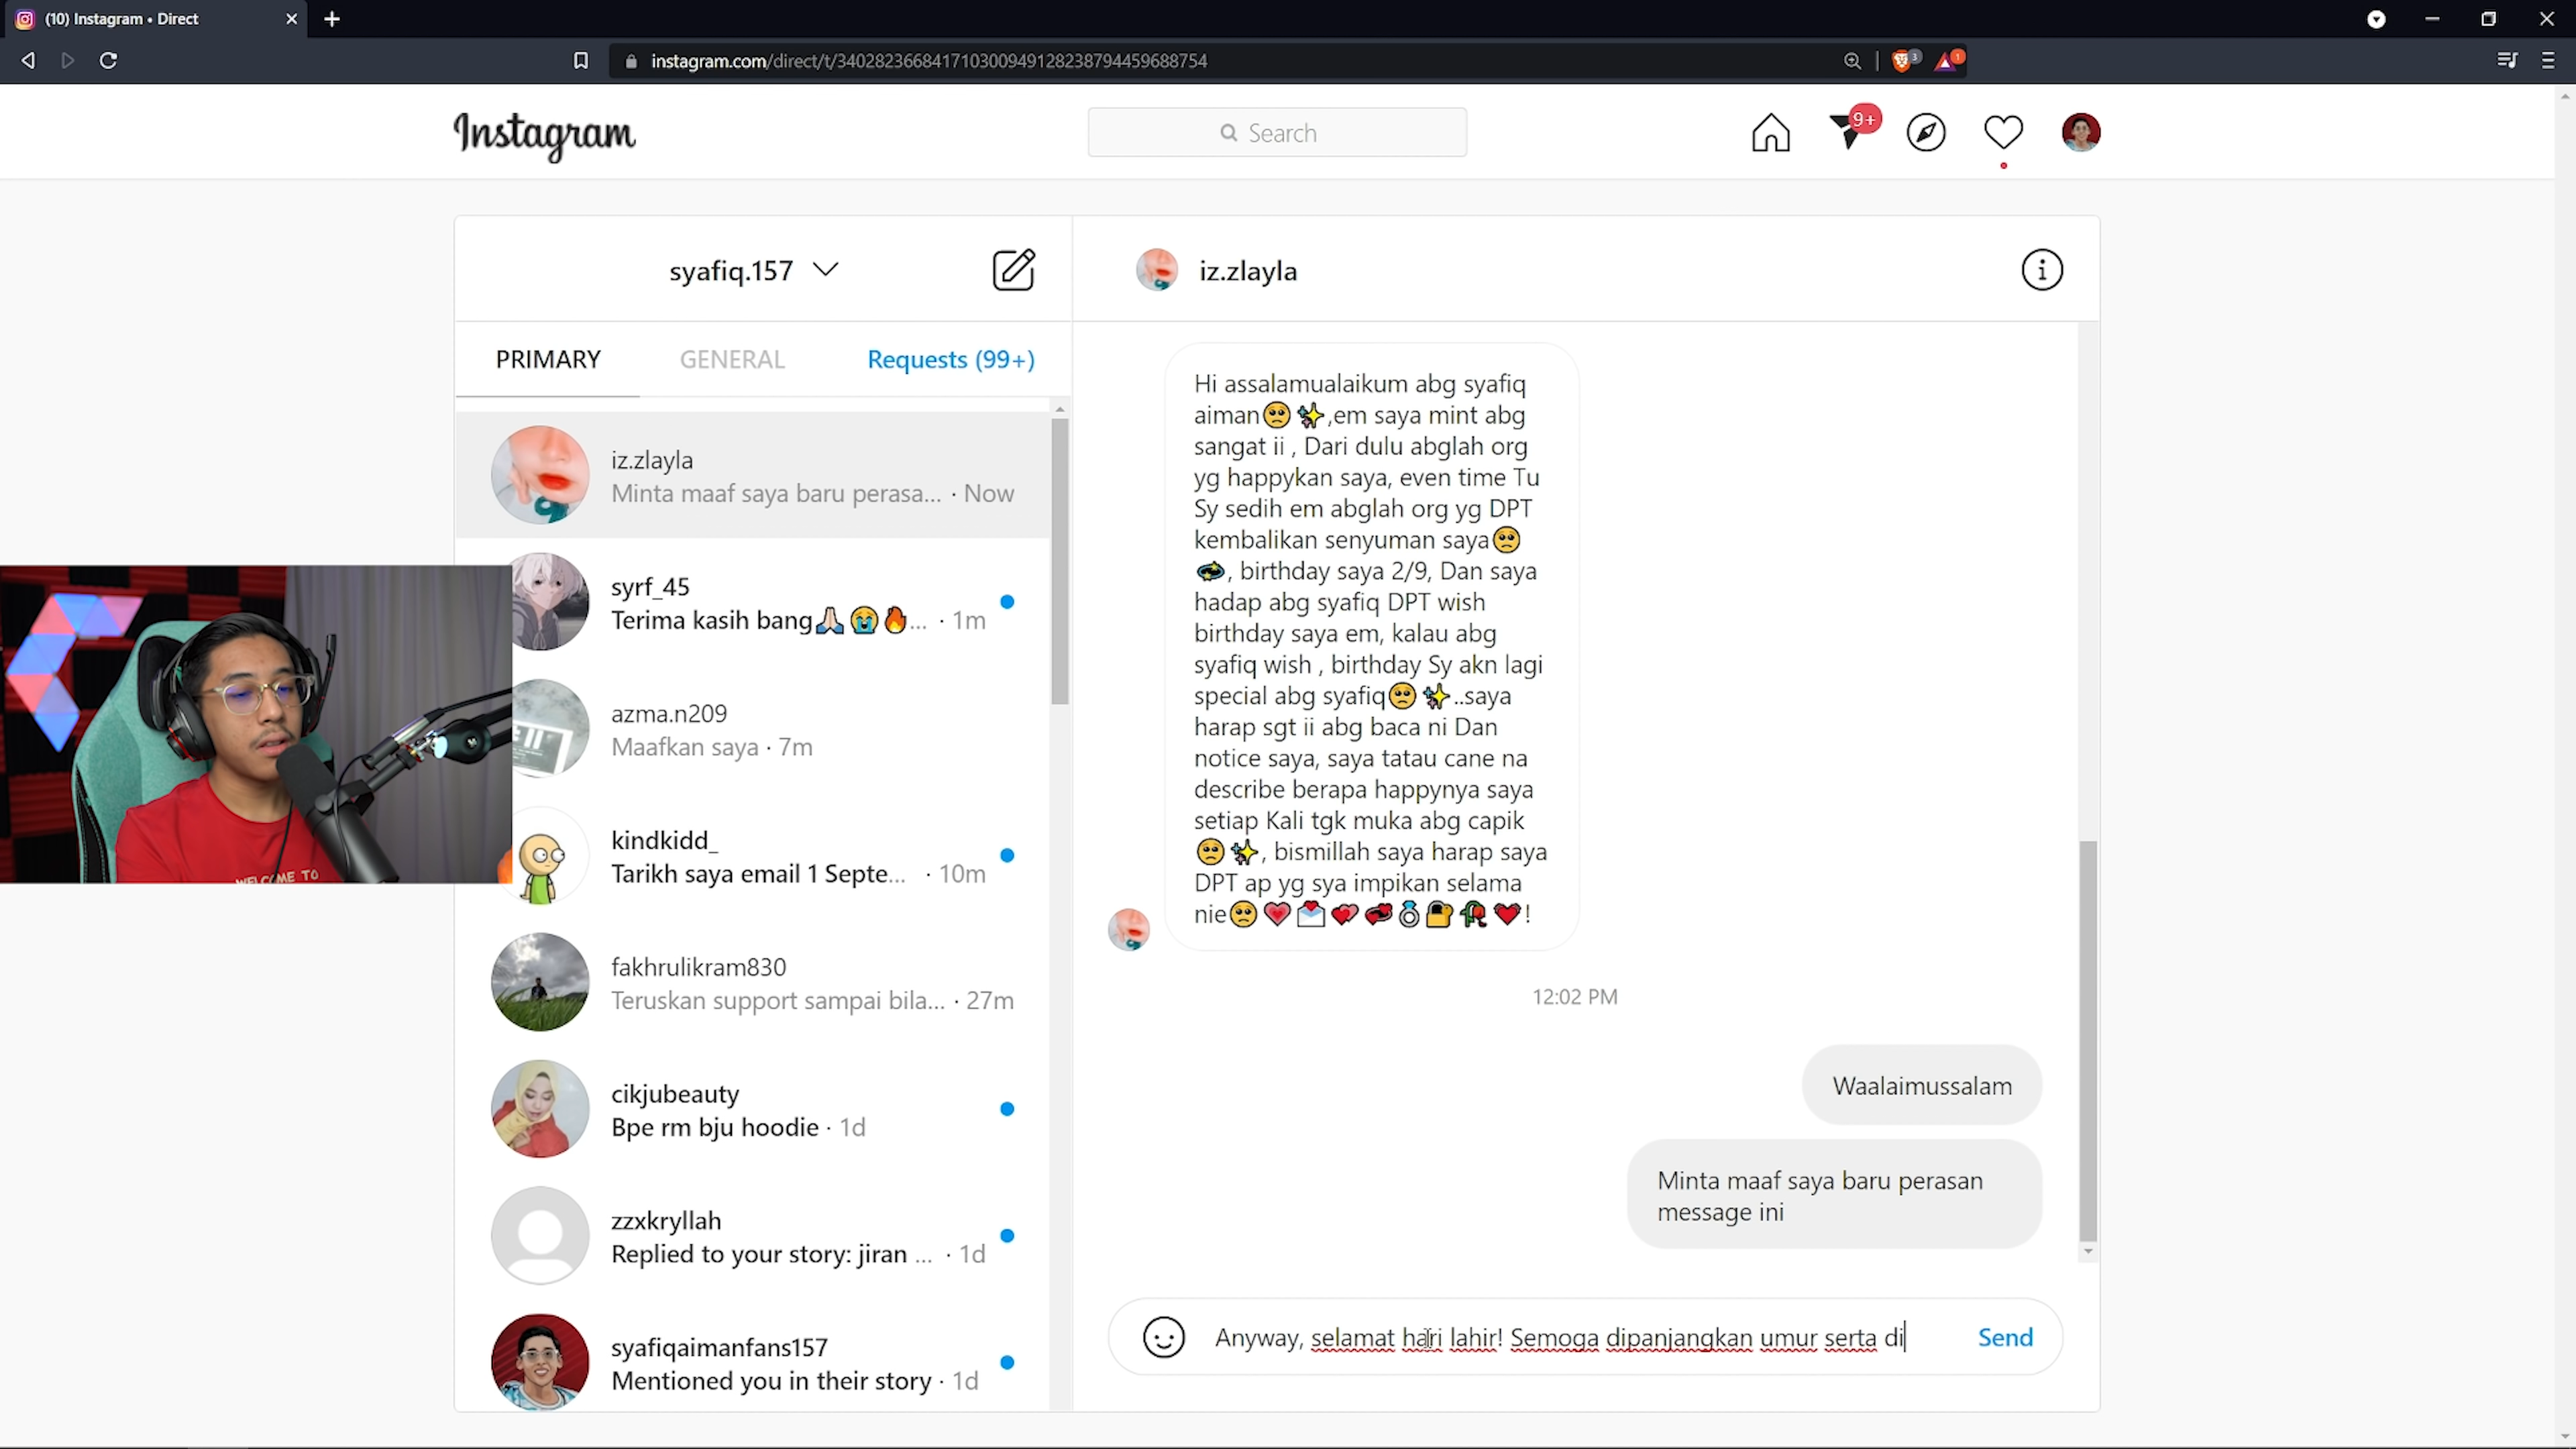 (10) Instagram • Direct
instagram.com/direct/t/340282366841710300949128238794459688754
3
1
Instagram
Search
9+
syafiq.157
iz.zlayla
PRIMARY
GENERAL
Requests (99+)
iz.zlayla
Minta maaf saya baru perasa... · Now
syrf_45
Terima kasih bang🙏🏻😭🔥... · 1m
azma.n209
Maafkan saya · 7m
kindkidd_
Tarikh saya email 1 Septe... · 10m
fakhrulikram830
Teruskan support sampai bila... · 27m
cikjubeauty
Bpe rm bju hoodie · 1d
zzxkryllah
Replied to your story: jiran ... · 1d
syafiqaimanfans157
Mentioned you in their story · 1d
Hi assalamualaikum abg syafiq
aiman🥺✨,em saya mint abg
sangat ii , Dari dulu abglah org
yg happykan saya, even time Tu
Sy sedih em abglah org yg DPT
kembalikan senyuman saya🥺
💫, birthday saya 2/9, Dan saya
hadap abg syafiq DPT wish
birthday saya em, kalau abg
syafiq wish , birthday Sy akn lagi
special abg syafiq🥺✨..saya
harap sgt ii abg baca ni Dan
notice saya, saya tatau cane na
describe berapa happynya saya
setiap Kali tgk muka abg capik
🥺✨, bismillah saya harap saya
DPT ap yg sya impikan selama
nie🥺💗💌💕💞💍🔐🥀❤️!
12:02 PM
Waalaimussalam
Minta maaf saya baru perasan
message ini
Anyway, selamat hari lahir! Semoga dipanjangkan umur serta di
Send
WELCOME TO